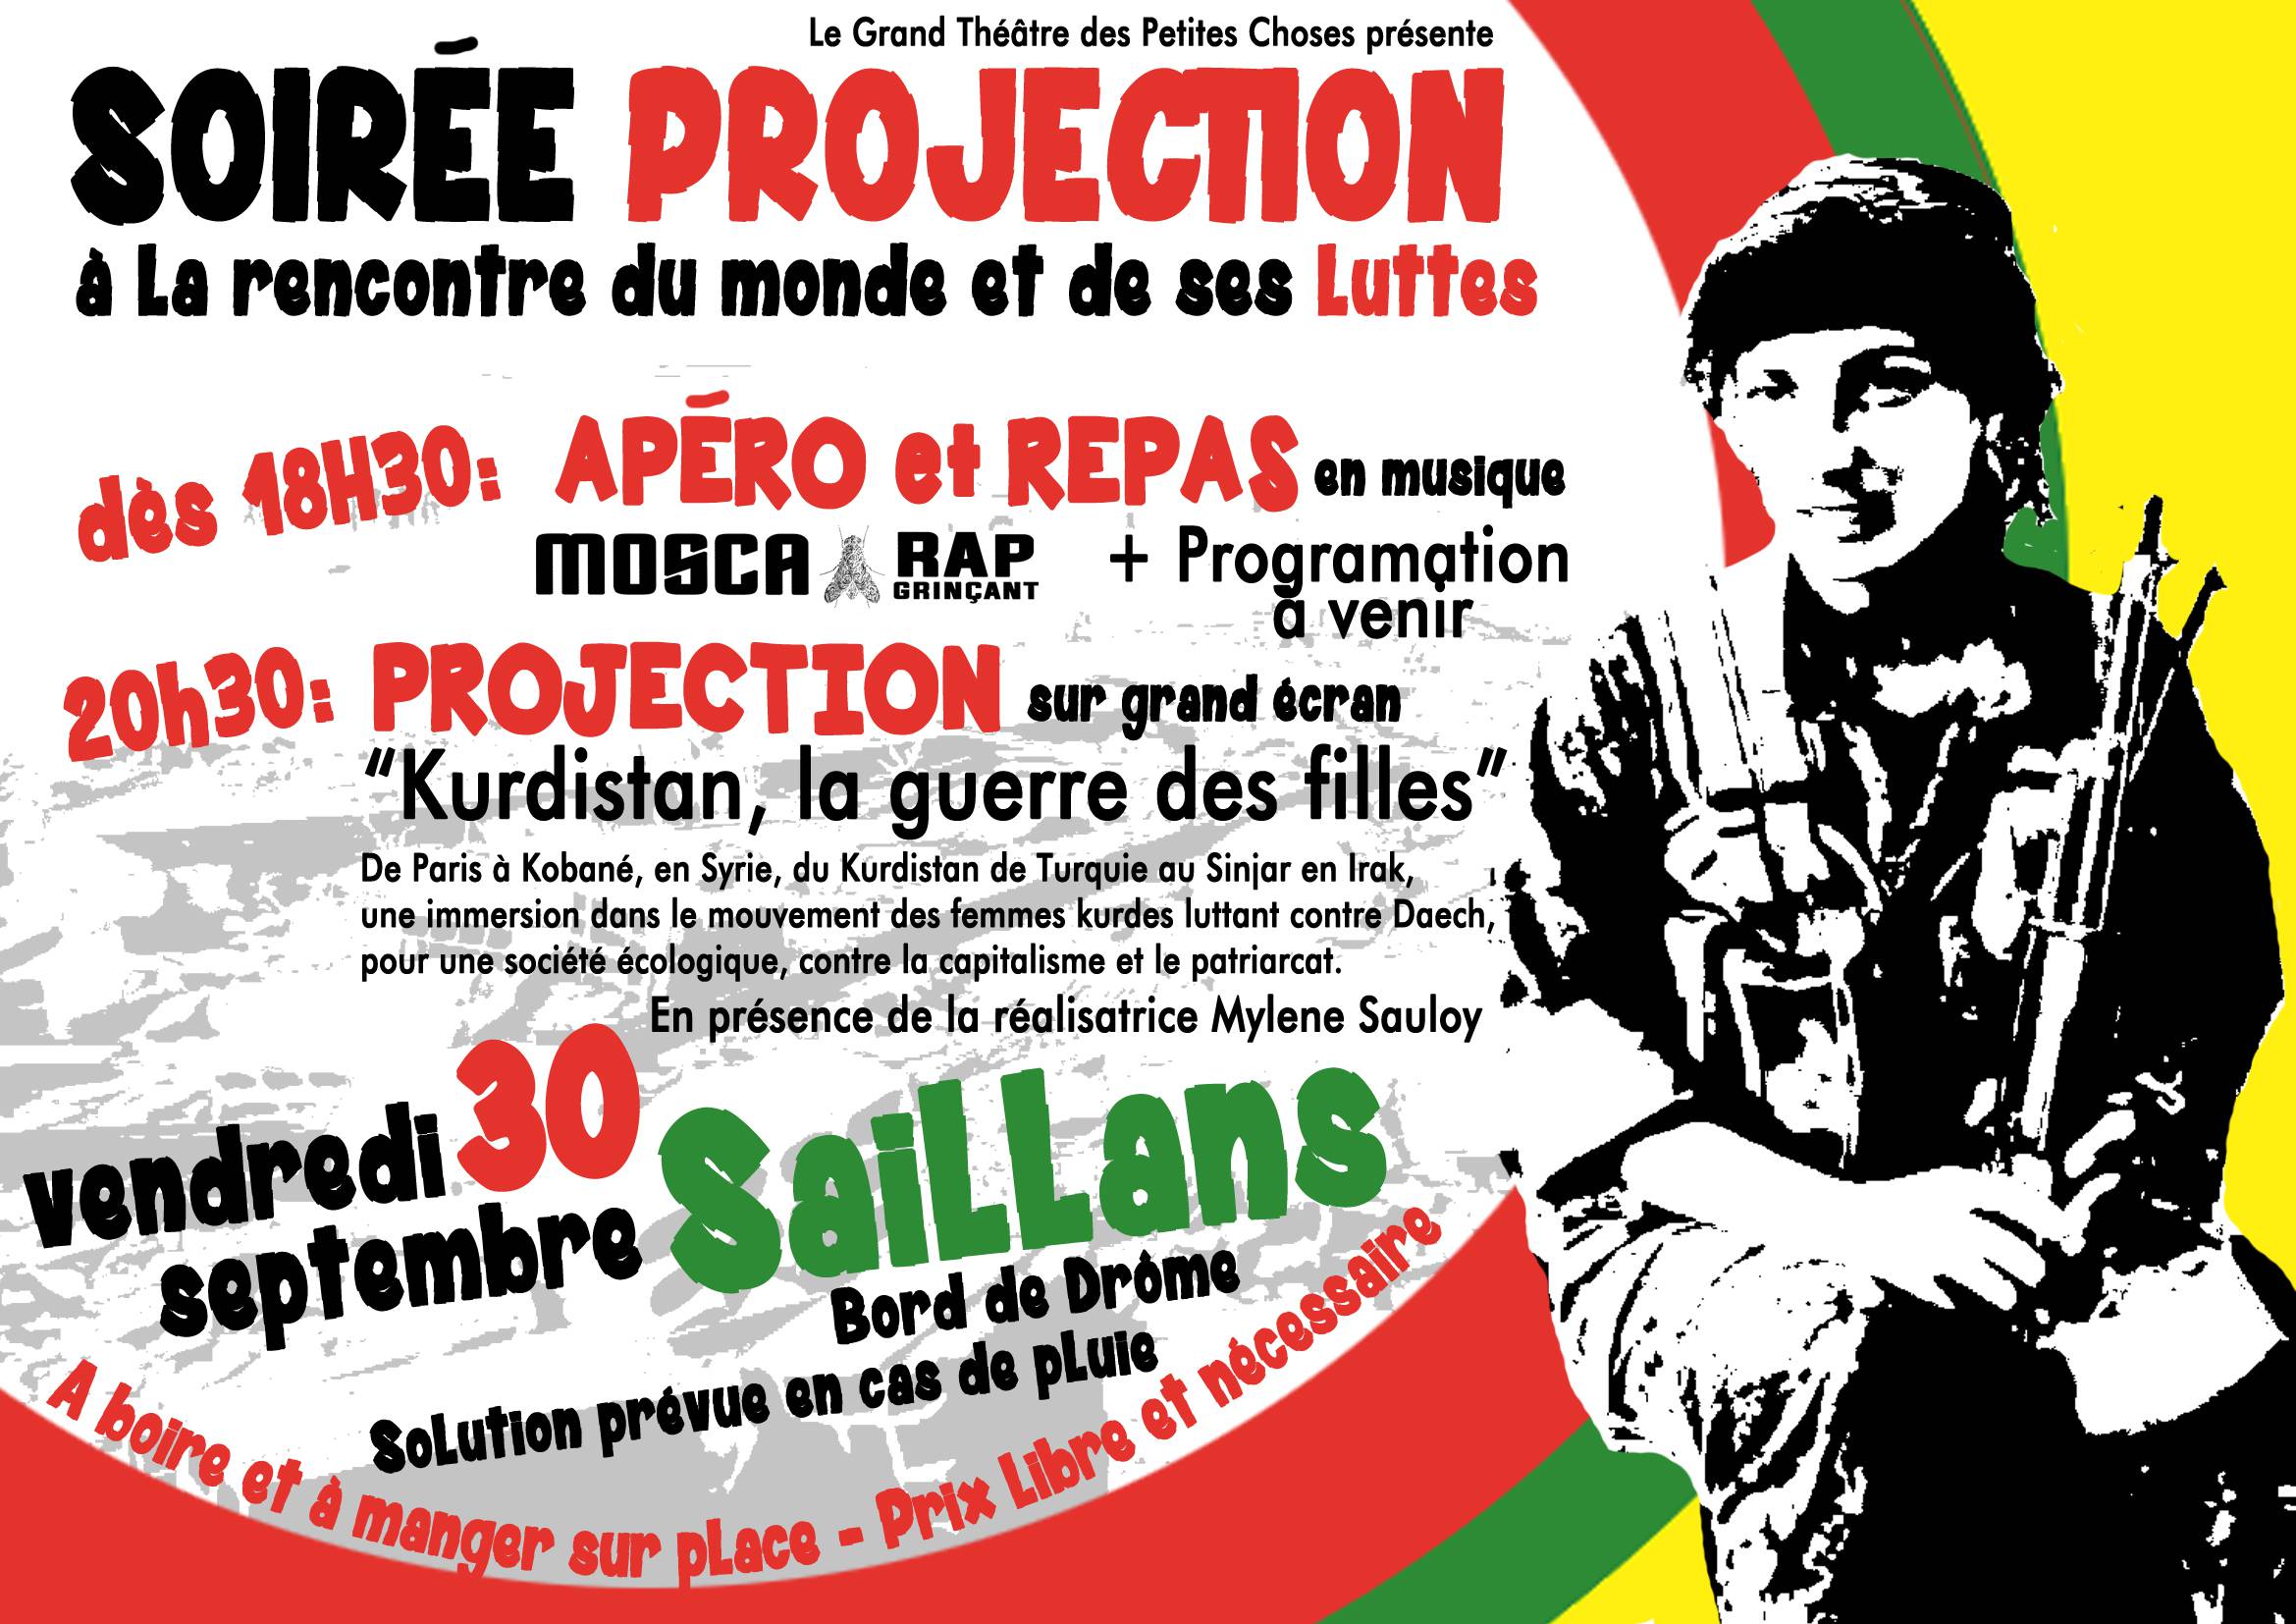 Le Grand Théâtre des Petites Choses présente
SOIRÉE PROJECTION
à La rencontre du monde et de ses Luttes
dès 18H30: APÉRO et REPAS en musique
MOSCA RAP GRINÇANT + Programation à venir
20h30: PROJECTION sur grand écran
“Kurdistan, la guerre des filles”
De Paris à Kobané, en Syrie, du Kurdistan de Turquie au Sinjar en Irak,
une immersion dans le mouvement des femmes kurdes luttant contre Daech,
pour une société écologique, contre la capitalisme et le patriarcat.
En présence de la réalisatrice Mylene Sauloy
vendredi 30 septembre
SaiLLans
Bord de Drôme
SoLution prévue en cas de pLuie
A boire et à manger sur pLace - Prix Libre et nécessaire